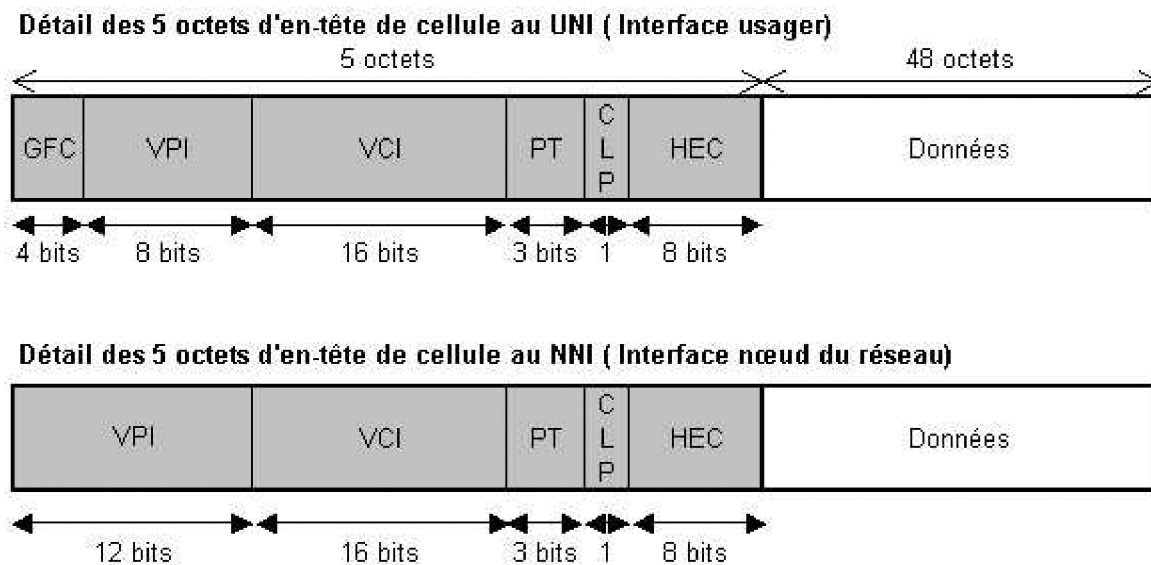 Détail des 5 octets d'en-tête de cellule au UNI ( Interface usager)
5 octets 48 octets
GFC VPI VCI PT CLP HEC Données
4 bits 8 bits 16 bits 3 bits 1 8 bits
Détail des 5 octets d'en-tête de cellule au NNI ( Interface nœud du réseau)
VPI VCI PT CLP HEC Données
12 bits 16 bits 3 bits 1 8 bits